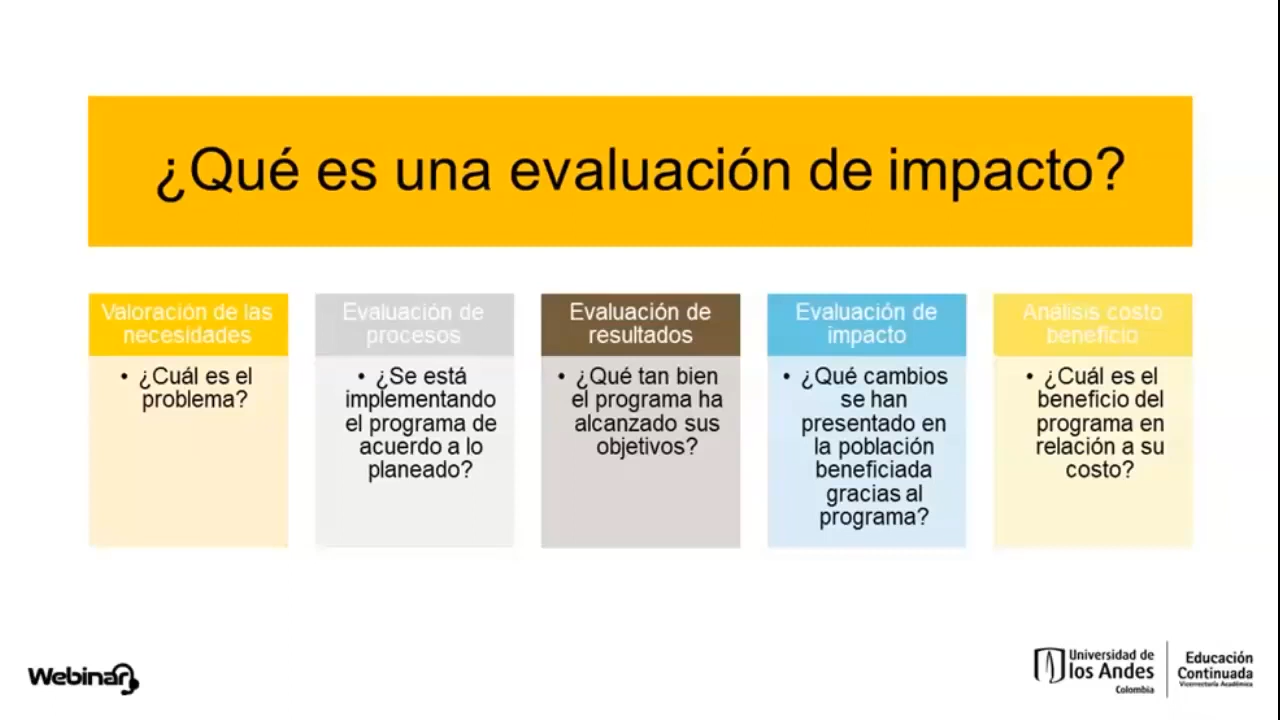 ¿Qué es una evaluación de impacto?
Valoración de las
necesidades
• ¿Cuál es el
problema?
Evaluación de
procesos
• ¿Se está
implementando
el programa de
acuerdo a lo
planeado?
Evaluación de
resultados
• ¿Qué tan bien
el programa ha
alcanzado sus
objetivos?
Evaluación de
impacto
• ¿Qué cambios
se han
presentado en
la población
beneficiada
gracias al
programa?
Análisis costo
beneficio
• ¿Cuál es el
beneficio del
programa en
relación a su
costo?
Webinar
Universidad de
los Andes
Colombia
Educación
Continuada
Vicerrectoría Académica